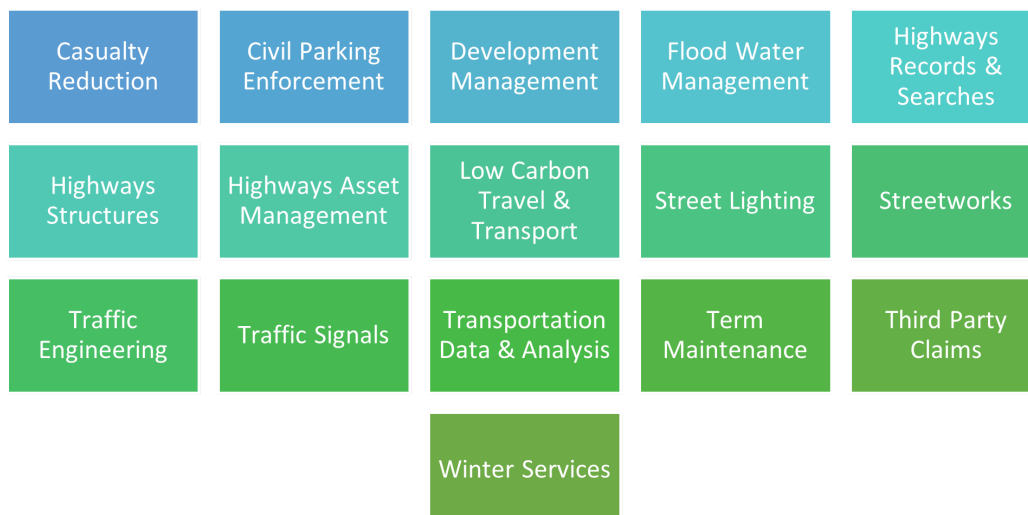 Casualty
Reduction
Civil Parking
Enforcement
Development
Management
Flood Water
Management
Highways
Records &
Searches
Highways
Structures
Highways Asset
Management
Low Carbon
Travel &
Transport
Street Lighting
Streetworks
Traffic
Engineering
Traffic Signals
Transportation
Data & Analysis
Term
Maintenance
Third Party
Claims
Winter Services